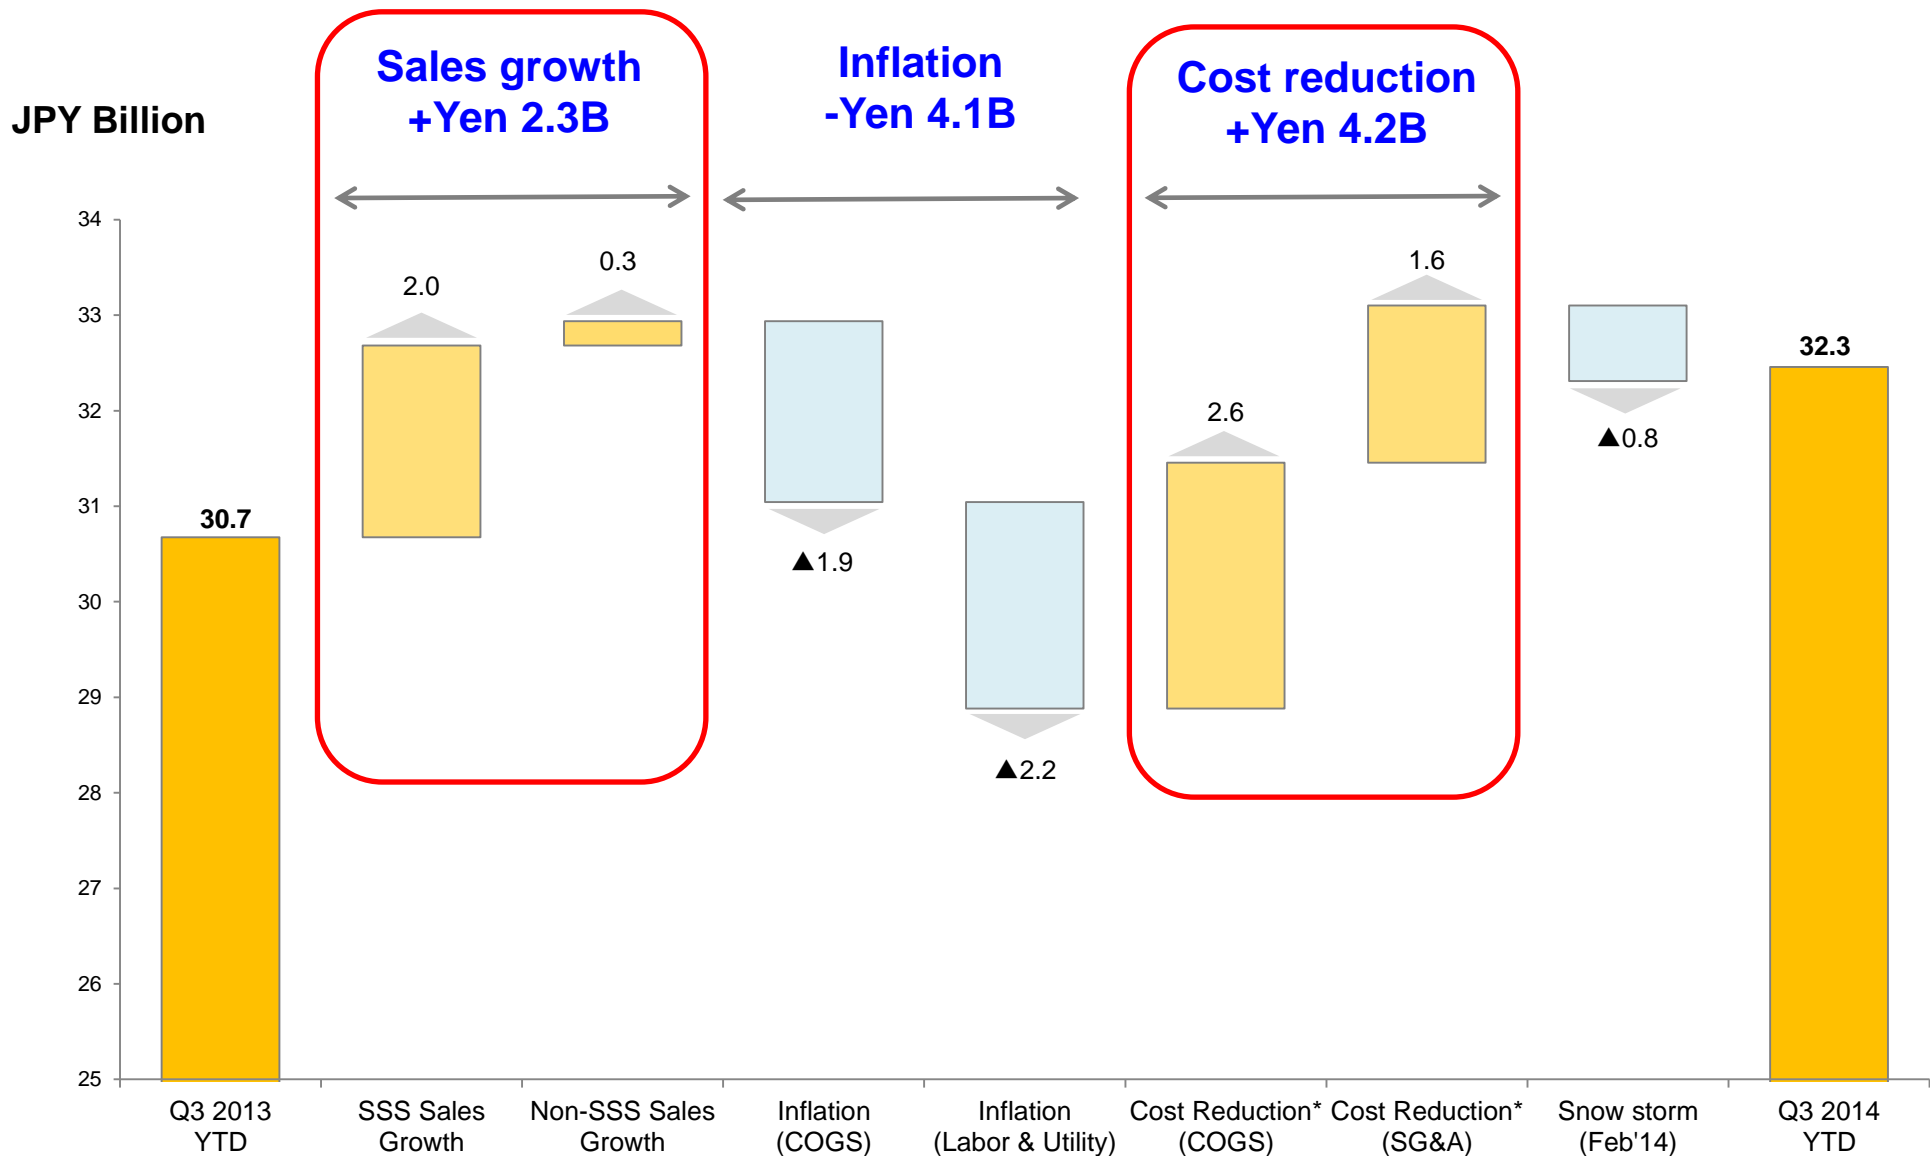 Sales growth
+Yen 2.3B
Inflation
-Yen 4.1B
Cost reduction
+Yen 4.2B
JPY Billion
34
33
32
31
30
29
28
27
26
25
30.7
2.0
0.3
▲1.9
▲2.2
2.6
1.6
▲0.8
32.3
Q3 2013
YTD
SSS Sales
Growth
Non-SSS Sales
Growth
Inflation
(COGS)
Inflation
(Labor & Utility)
Cost Reduction*
(COGS)
Cost Reduction*
(SG&A)
Snow storm
(Feb'14)
Q3 2014
YTD